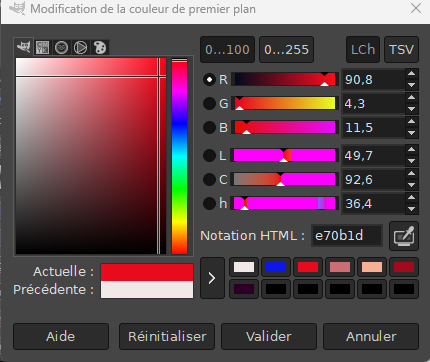 Modification de la couleur de premier plan
0...100 0...255 LCh TSV
R 90,8
G 4,3
B 11,5
L 49,7
C 92,6
h 36,4
Notation HTML : e70b1d
Actuelle :
Précédente :
Aide Réinitialiser Valider Annuler